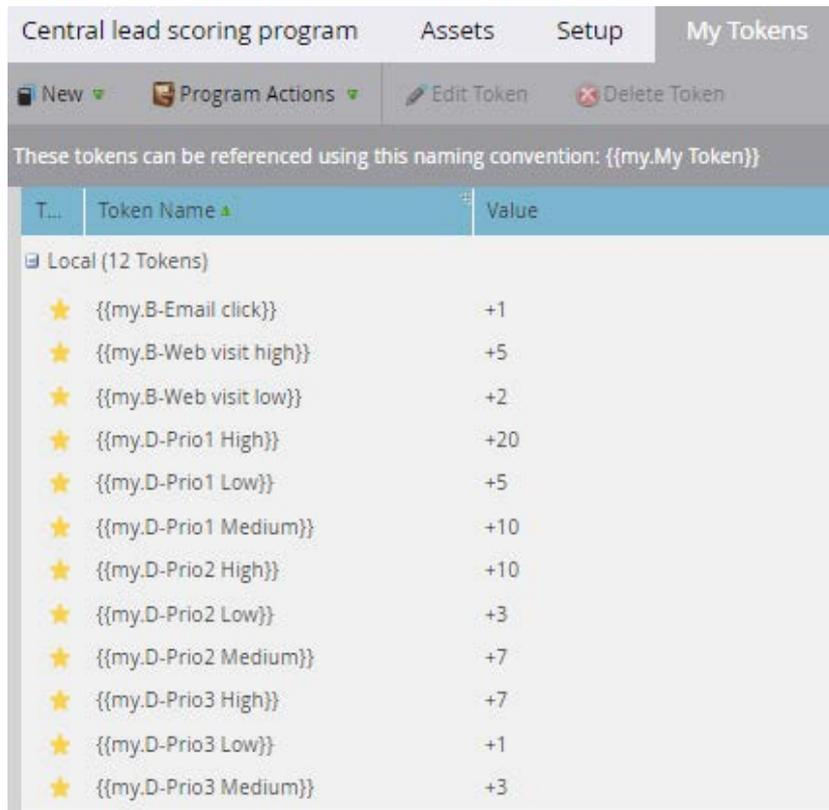 Central lead scoring program Assets Setup My Tokens
New Program Actions Edit Token Delete Token
These tokens can be referenced using this naming convention: {{my.My Token}}
T... Token Name Value
Local (12 Tokens)
{{my.B-Email click}} +1
{{my.B-Web visit high}} +5
{{my.B-Web visit low}} +2
{{my.D-Prio1 High}} +20
{{my.D-Prio1 Low}} +5
{{my.D-Prio1 Medium}} +10
{{my.D-Prio2 High}} +10
{{my.D-Prio2 Low}} +3
{{my.D-Prio2 Medium}} +7
{{my.D-Prio3 High}} +7
{{my.D-Prio3 Low}} +1
{{my.D-Prio3 Medium}} +3